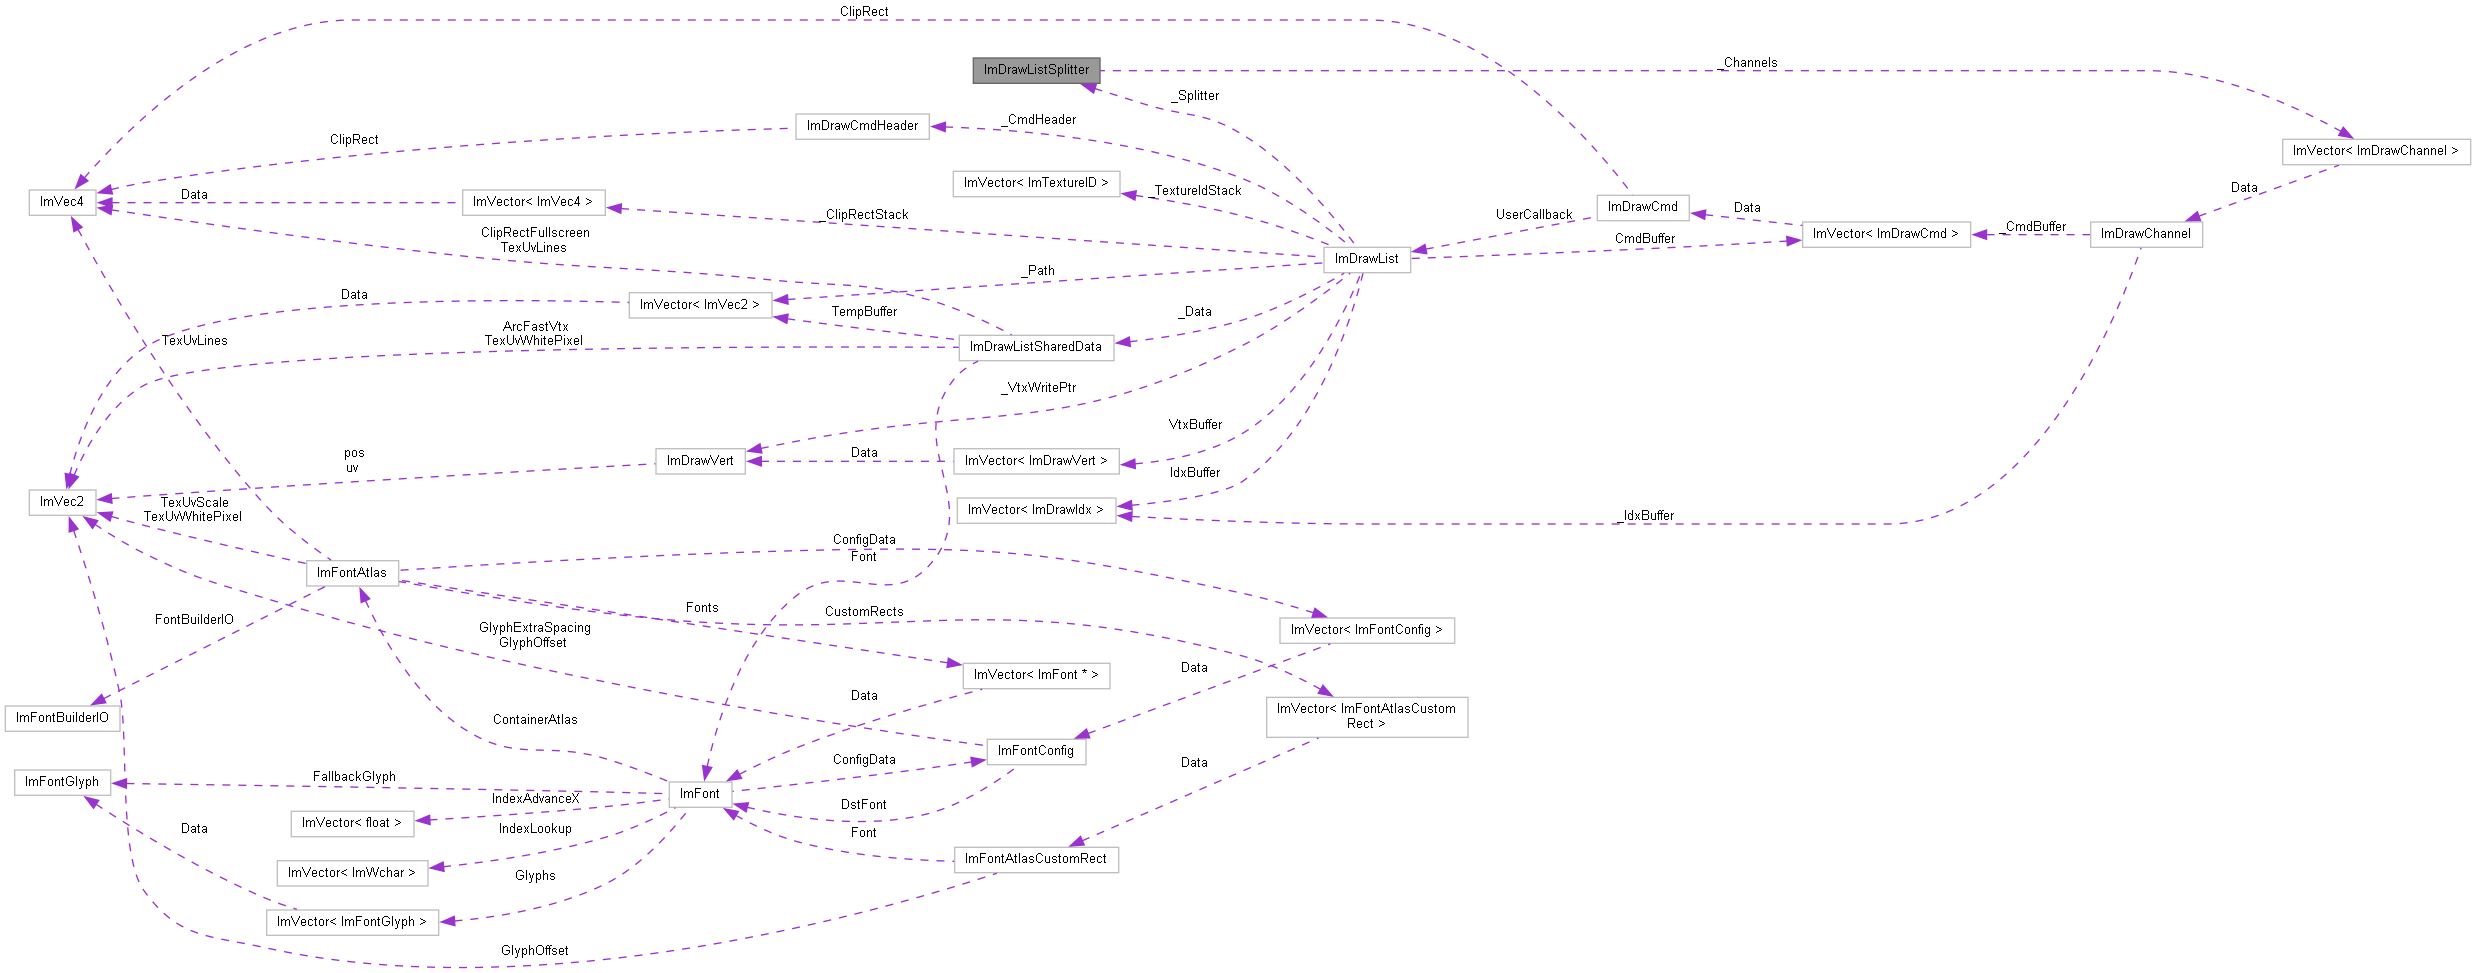 ClipRect
ImDrawListSplitter
_Channels
_Splitter
_CmdHeader
ImDrawCmdHeader
ClipRect
ImVector< ImDrawChannel >
ImVector< ImTextureID >
_TextureIdStack
Data
ImVec4
Data
ImVector< ImVec4 >
_ClipRectStack
UserCallback
ImDrawCmd
Data
ImVector< ImDrawCmd >
_CmdBuffer
ImDrawChannel
ClipRectFullscreen
TexUvLines
CmdBuffer
ImDrawList
_Path
Data
ImVector< ImVec2 >
TempBuffer
_Data
TexUvLines
ArcFastVtx
TexUvWhitePixel
ImDrawListSharedData
_VtxWritePtr
VtxBuffer
pos
uv
ImDrawVert
Data
ImVector< ImDrawVert >
IdxBuffer
ImVec2
TexUvScale
TexUvWhitePixel
ImVector< ImDrawIdx >
_IdxBuffer
ConfigData
Font
ImFontAtlas
Fonts
CustomRects
FontBuilderIO
GlyphExtraSpacing
GlyphOffset
ImVector< ImFontConfig >
ImVector< ImFont * >
Data
Data
ImFontBuilderIO
ContainerAtlas
ImVector< ImFontAtlasCustom
Rect >
ImFontConfig
ConfigData
Data
ImFontGlyph
FallbackGlyph
ImFont
IndexAdvanceX
DstFont
ImVector< float >
Data
IndexLookup
Font
ImFontAtlasCustomRect
ImVector< ImWchar >
Glyphs
ImVector< ImFontGlyph >
GlyphOffset